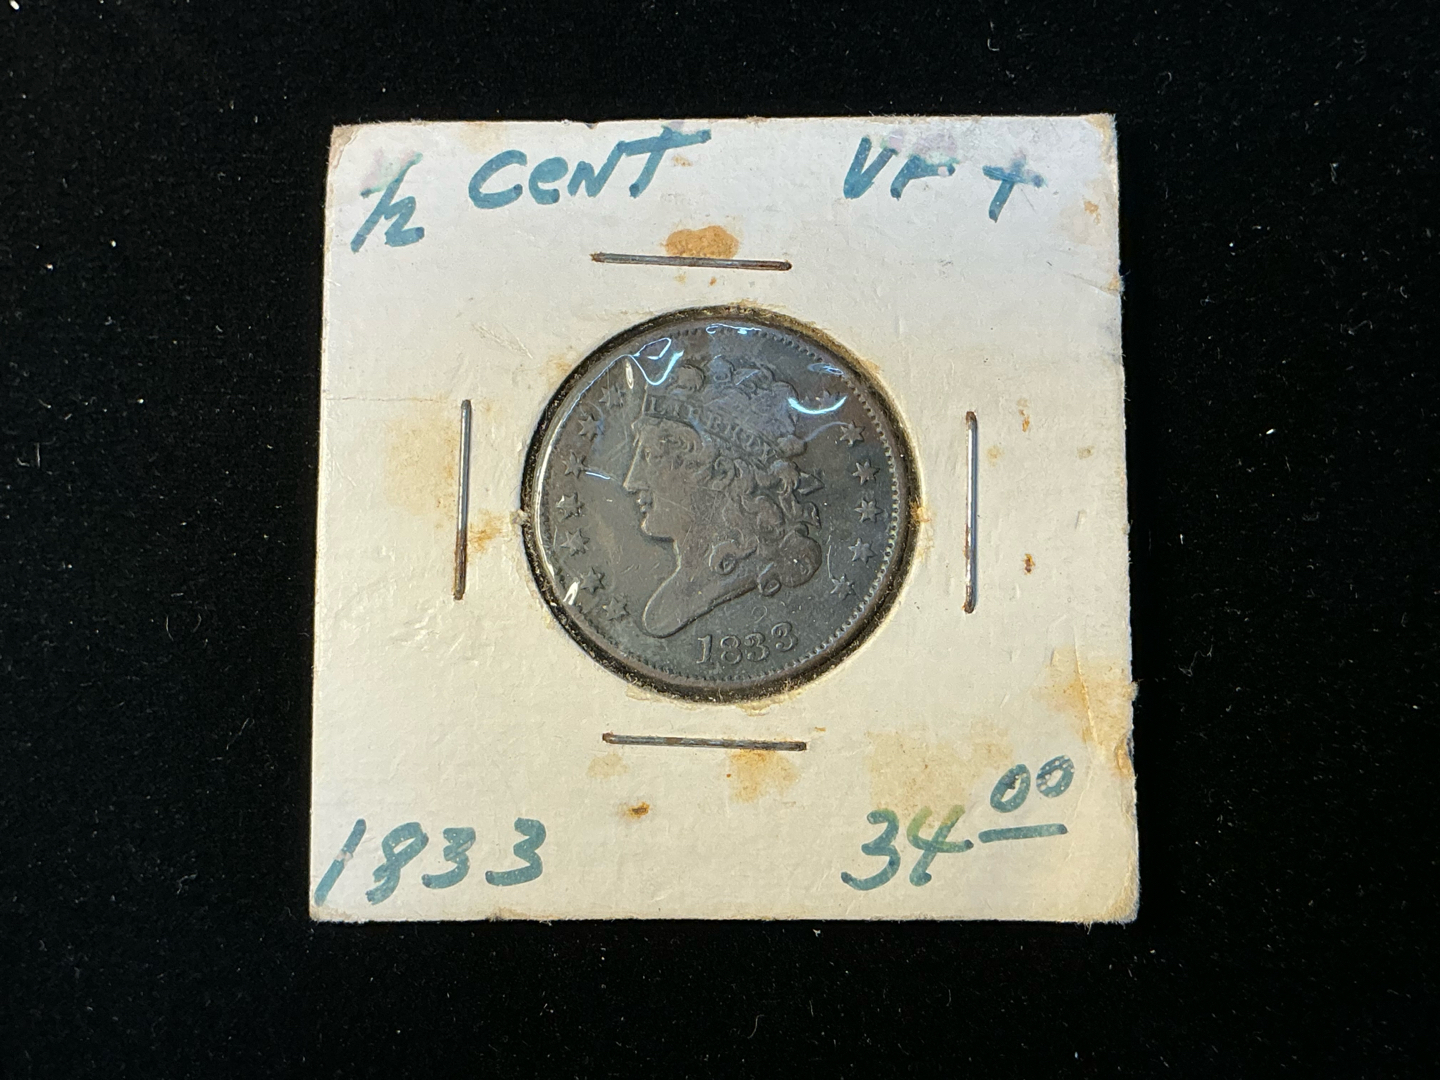 1/2 CENT VF+
LIBERTY
1833
1833 34.00